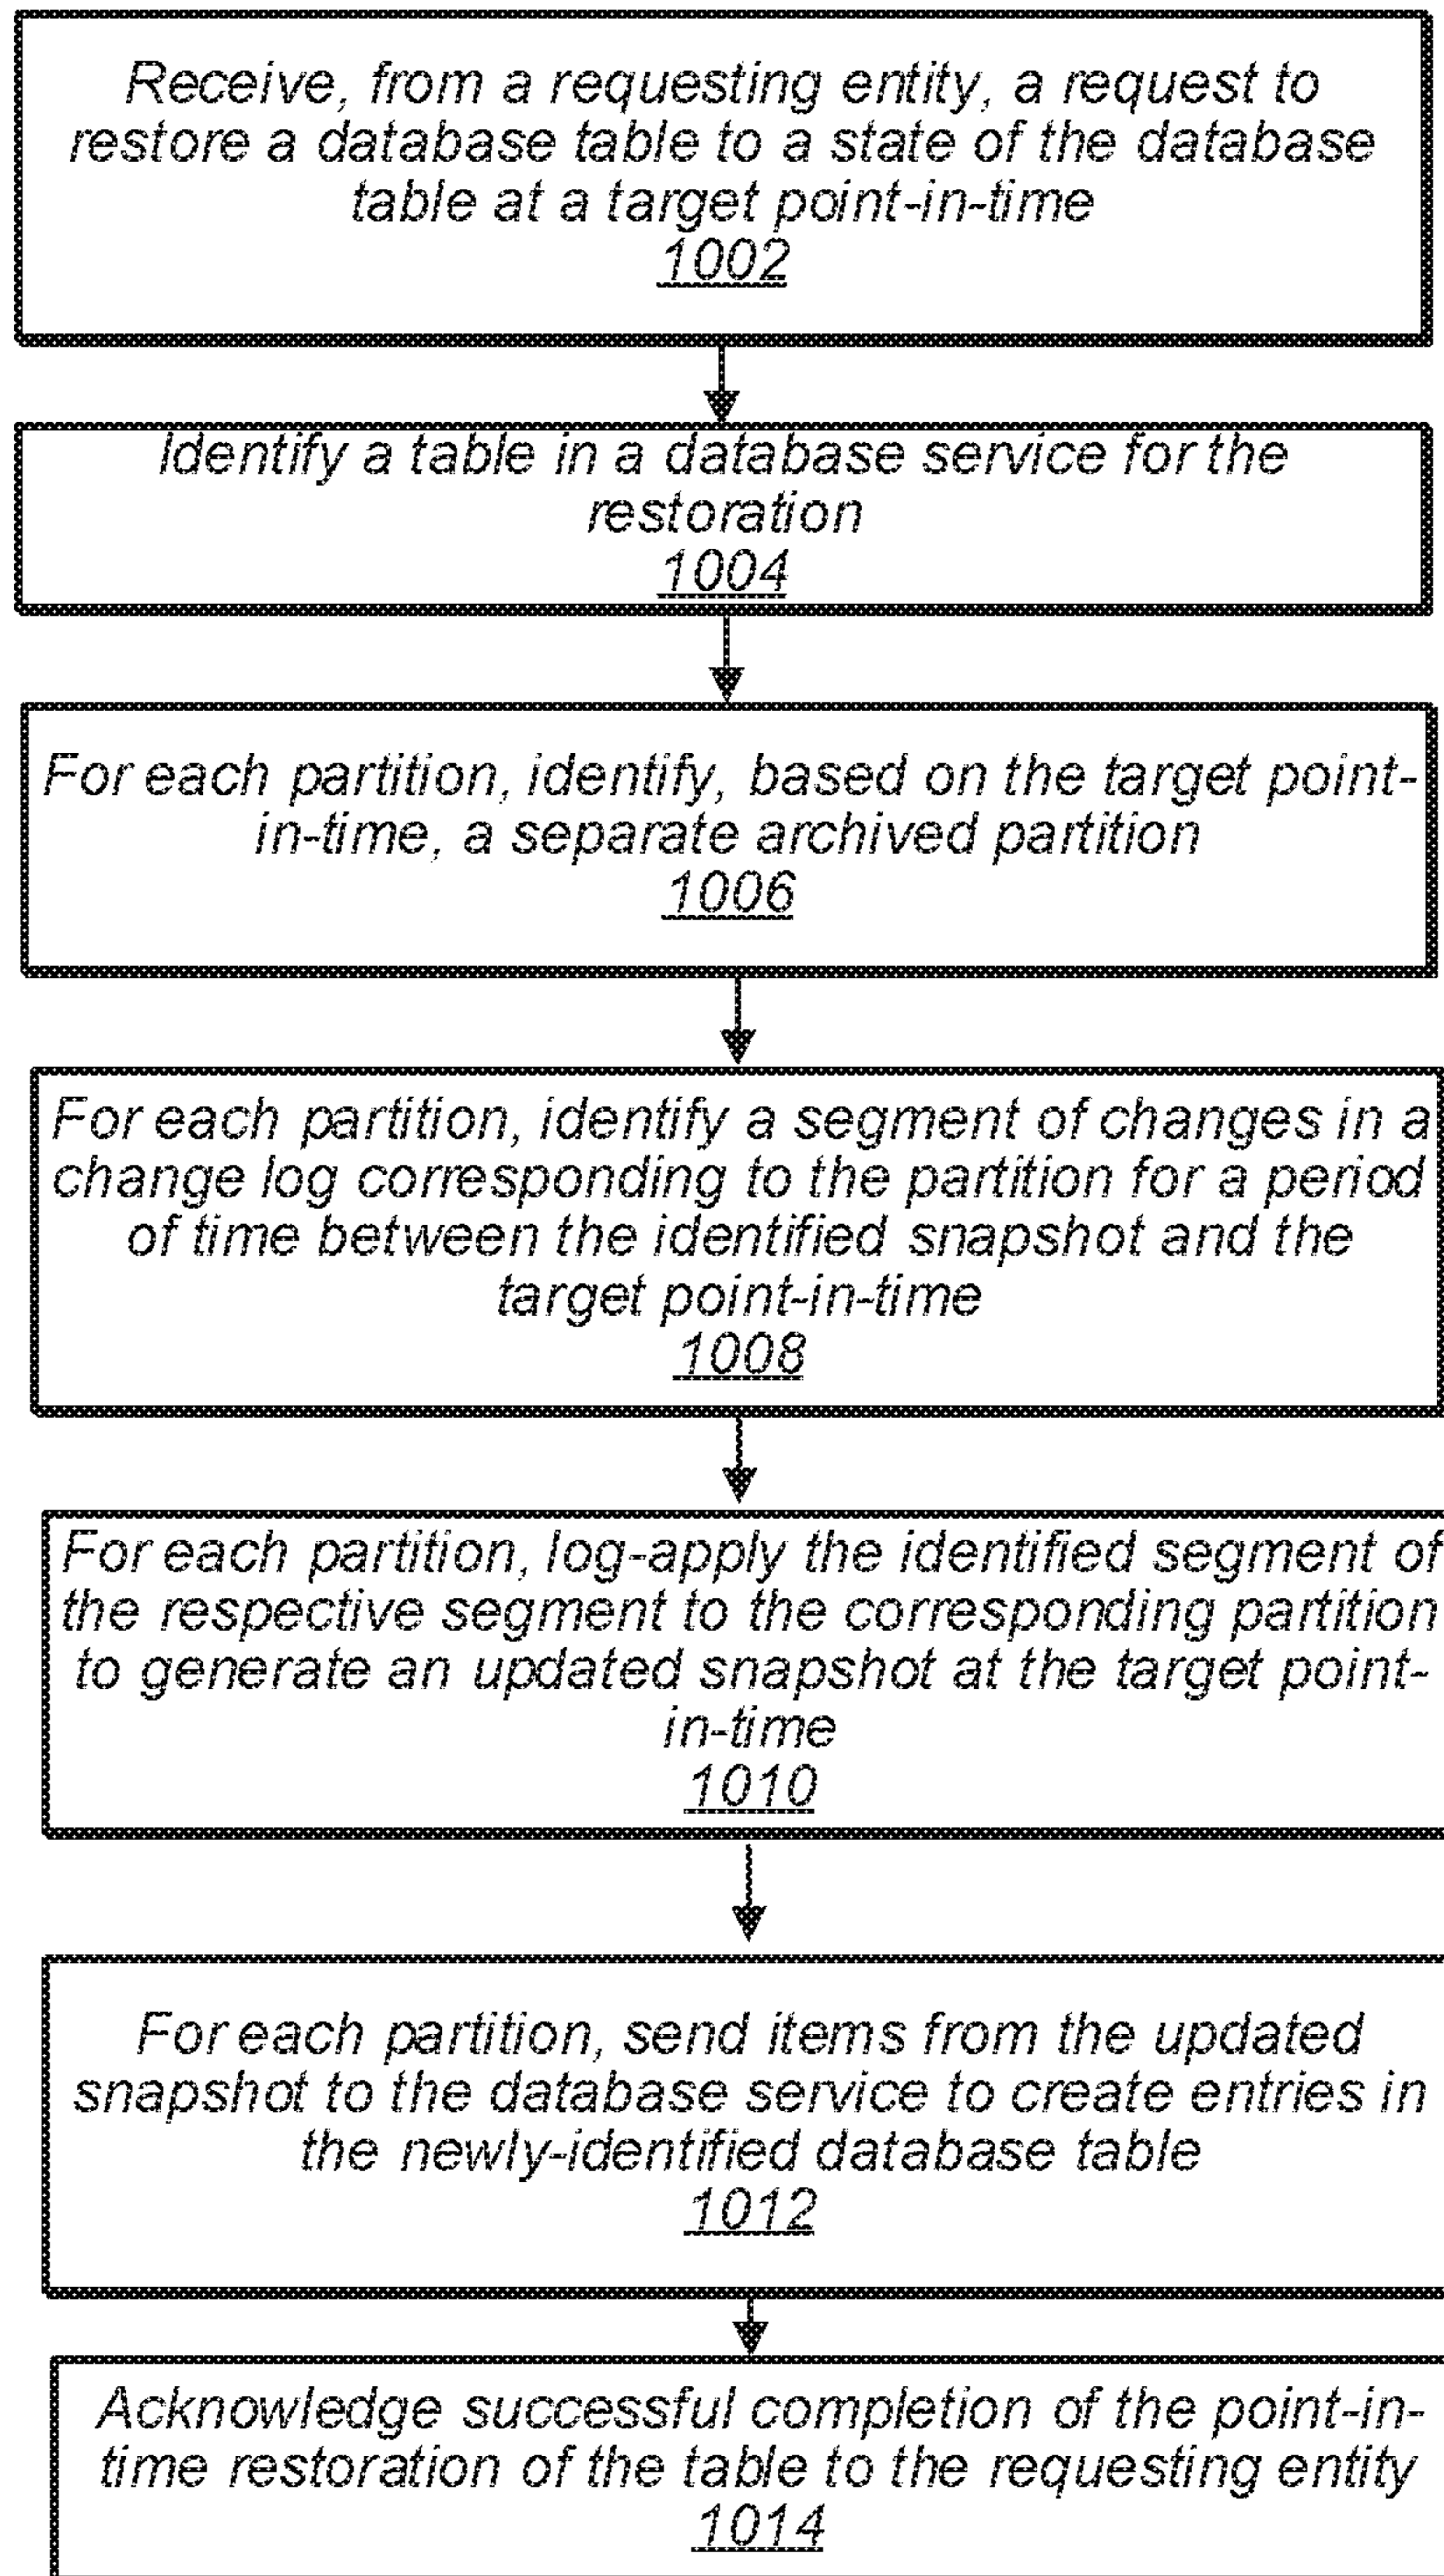 Receive, from a requesting entity, a request to
restore a database table to a state of the database
table at a target point-in-time
1002
Identify a table in a database service for the
restoration
1004
For each partition, identify, based on the target point-
in-time, a separate archived partition
1006
For each partition, identify a segment of changes in a
change log corresponding to the partition for a period
of time between the identified snapshot and the
target point-in-time
1008
For each partition, log-apply the identified segment of
the respective segment to the corresponding partition
to generate an updated snapshot at the target point-
in-time
1010
For each partition, send items from the updated
snapshot to the database service to create entries in
the newly-identified database table
1012
Acknowledge successful completion of the point-in-
time restoration of the table to the requesting entity
1014